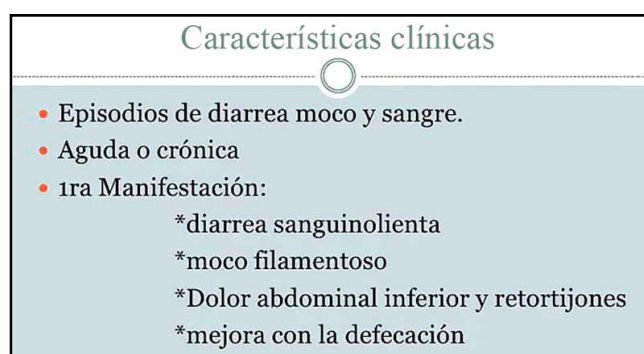 Características clínicas
• Episodios de diarrea moco y sangre.
• Aguda o crónica
• 1ra Manifestación:
*diarrea sanguinolienta
*moco filamentoso
*Dolor abdominal inferior y retortijones
*mejora con la defecación